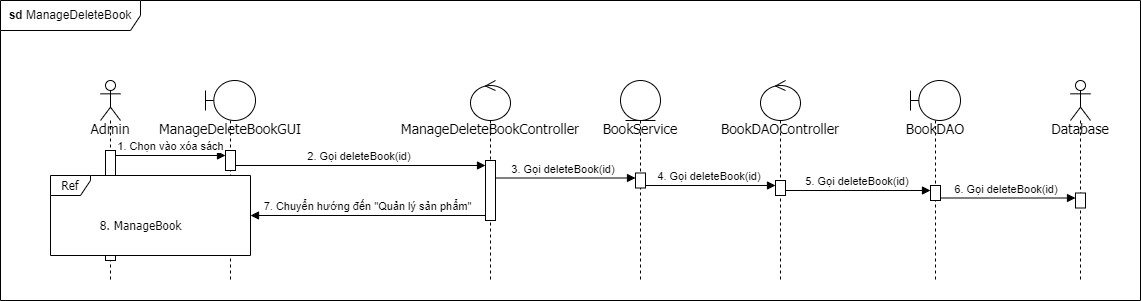 sd ManageDeleteBook
Admin
ManageDeleteBookGUI
ManageDeleteBookController
BookService
BookDAOController
BookDAO
Database
1. Chọn vào xóa sách
2. Gọi deleteBook(id)
3. Gọi deleteBook(id)
4. Gọi deleteBook(id)
5. Gọi deleteBook(id)
6. Gọi deleteBook(id)
Ref
7. Chuyển hướng đến "Quản lý sản phẩm"
8. ManageBook